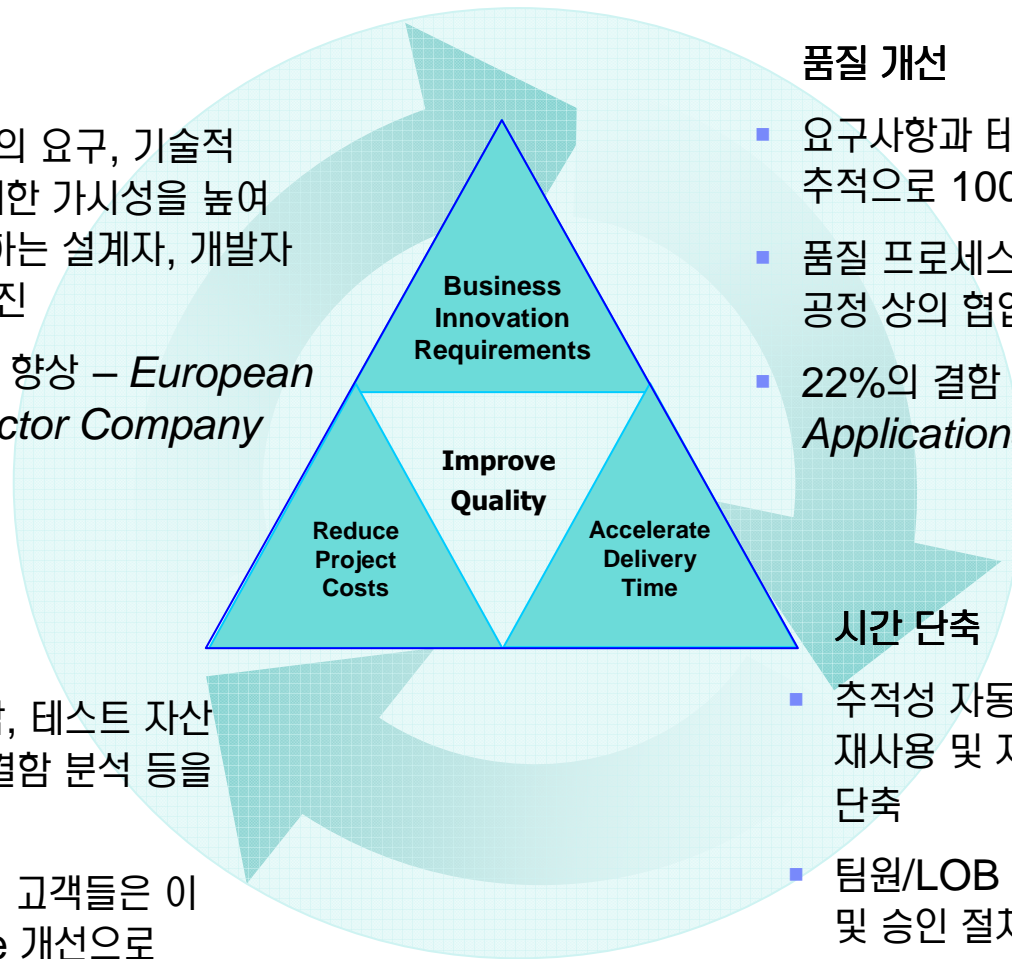 의 요구, 기술적
한 가시성을 높여
하는 설계자, 개발자
진
향상 – European
ctor Company
Business
Innovation
Requirements
Improve
Quality
Reduce
Project
Costs
Accelerate
Delivery
Time
품질 개선
▪ 요구사항과
추적으로 100
▪ 품질 프로세스
공정 상의 협업
▪ 22%의 결함
Application
시간 단축
▪ 추적성 자동
재사용 및
단축
▪ 팀원/LOB
및 승인 절차
, 테스트 자산
결함 분석 등을
고객들은 이
e 개선으로